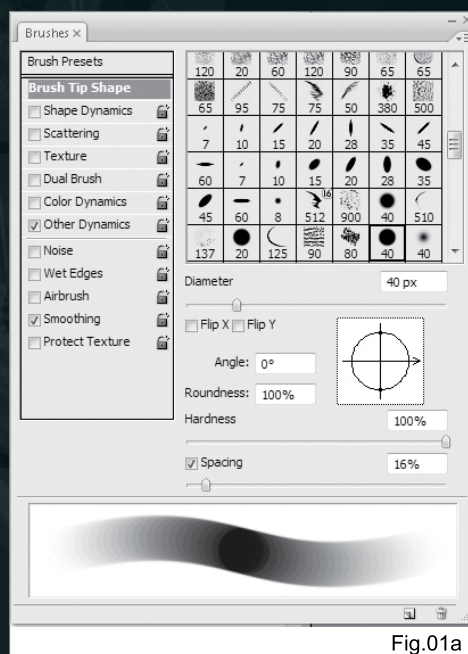 Brushes ×
Brush Presets
Brush Tip Shape
Shape Dynamics
Scattering
Texture
Dual Brush
Color Dynamics
Other Dynamics
Noise
Wet Edges
Airbrush
Smoothing
Protect Texture
120 20 60 120 90 65 65
65 95 75 75 50 380 500
7 10 15 20 28 35 45
60 7 10 15 20 28 35
45 60 8 512 900 40 510
137 20 125 90 80 40 40
Diameter 40 px
Flip X Flip Y
Angle: 0°
Roundness: 100%
Hardness 100%
Spacing 16%
Fig.01a